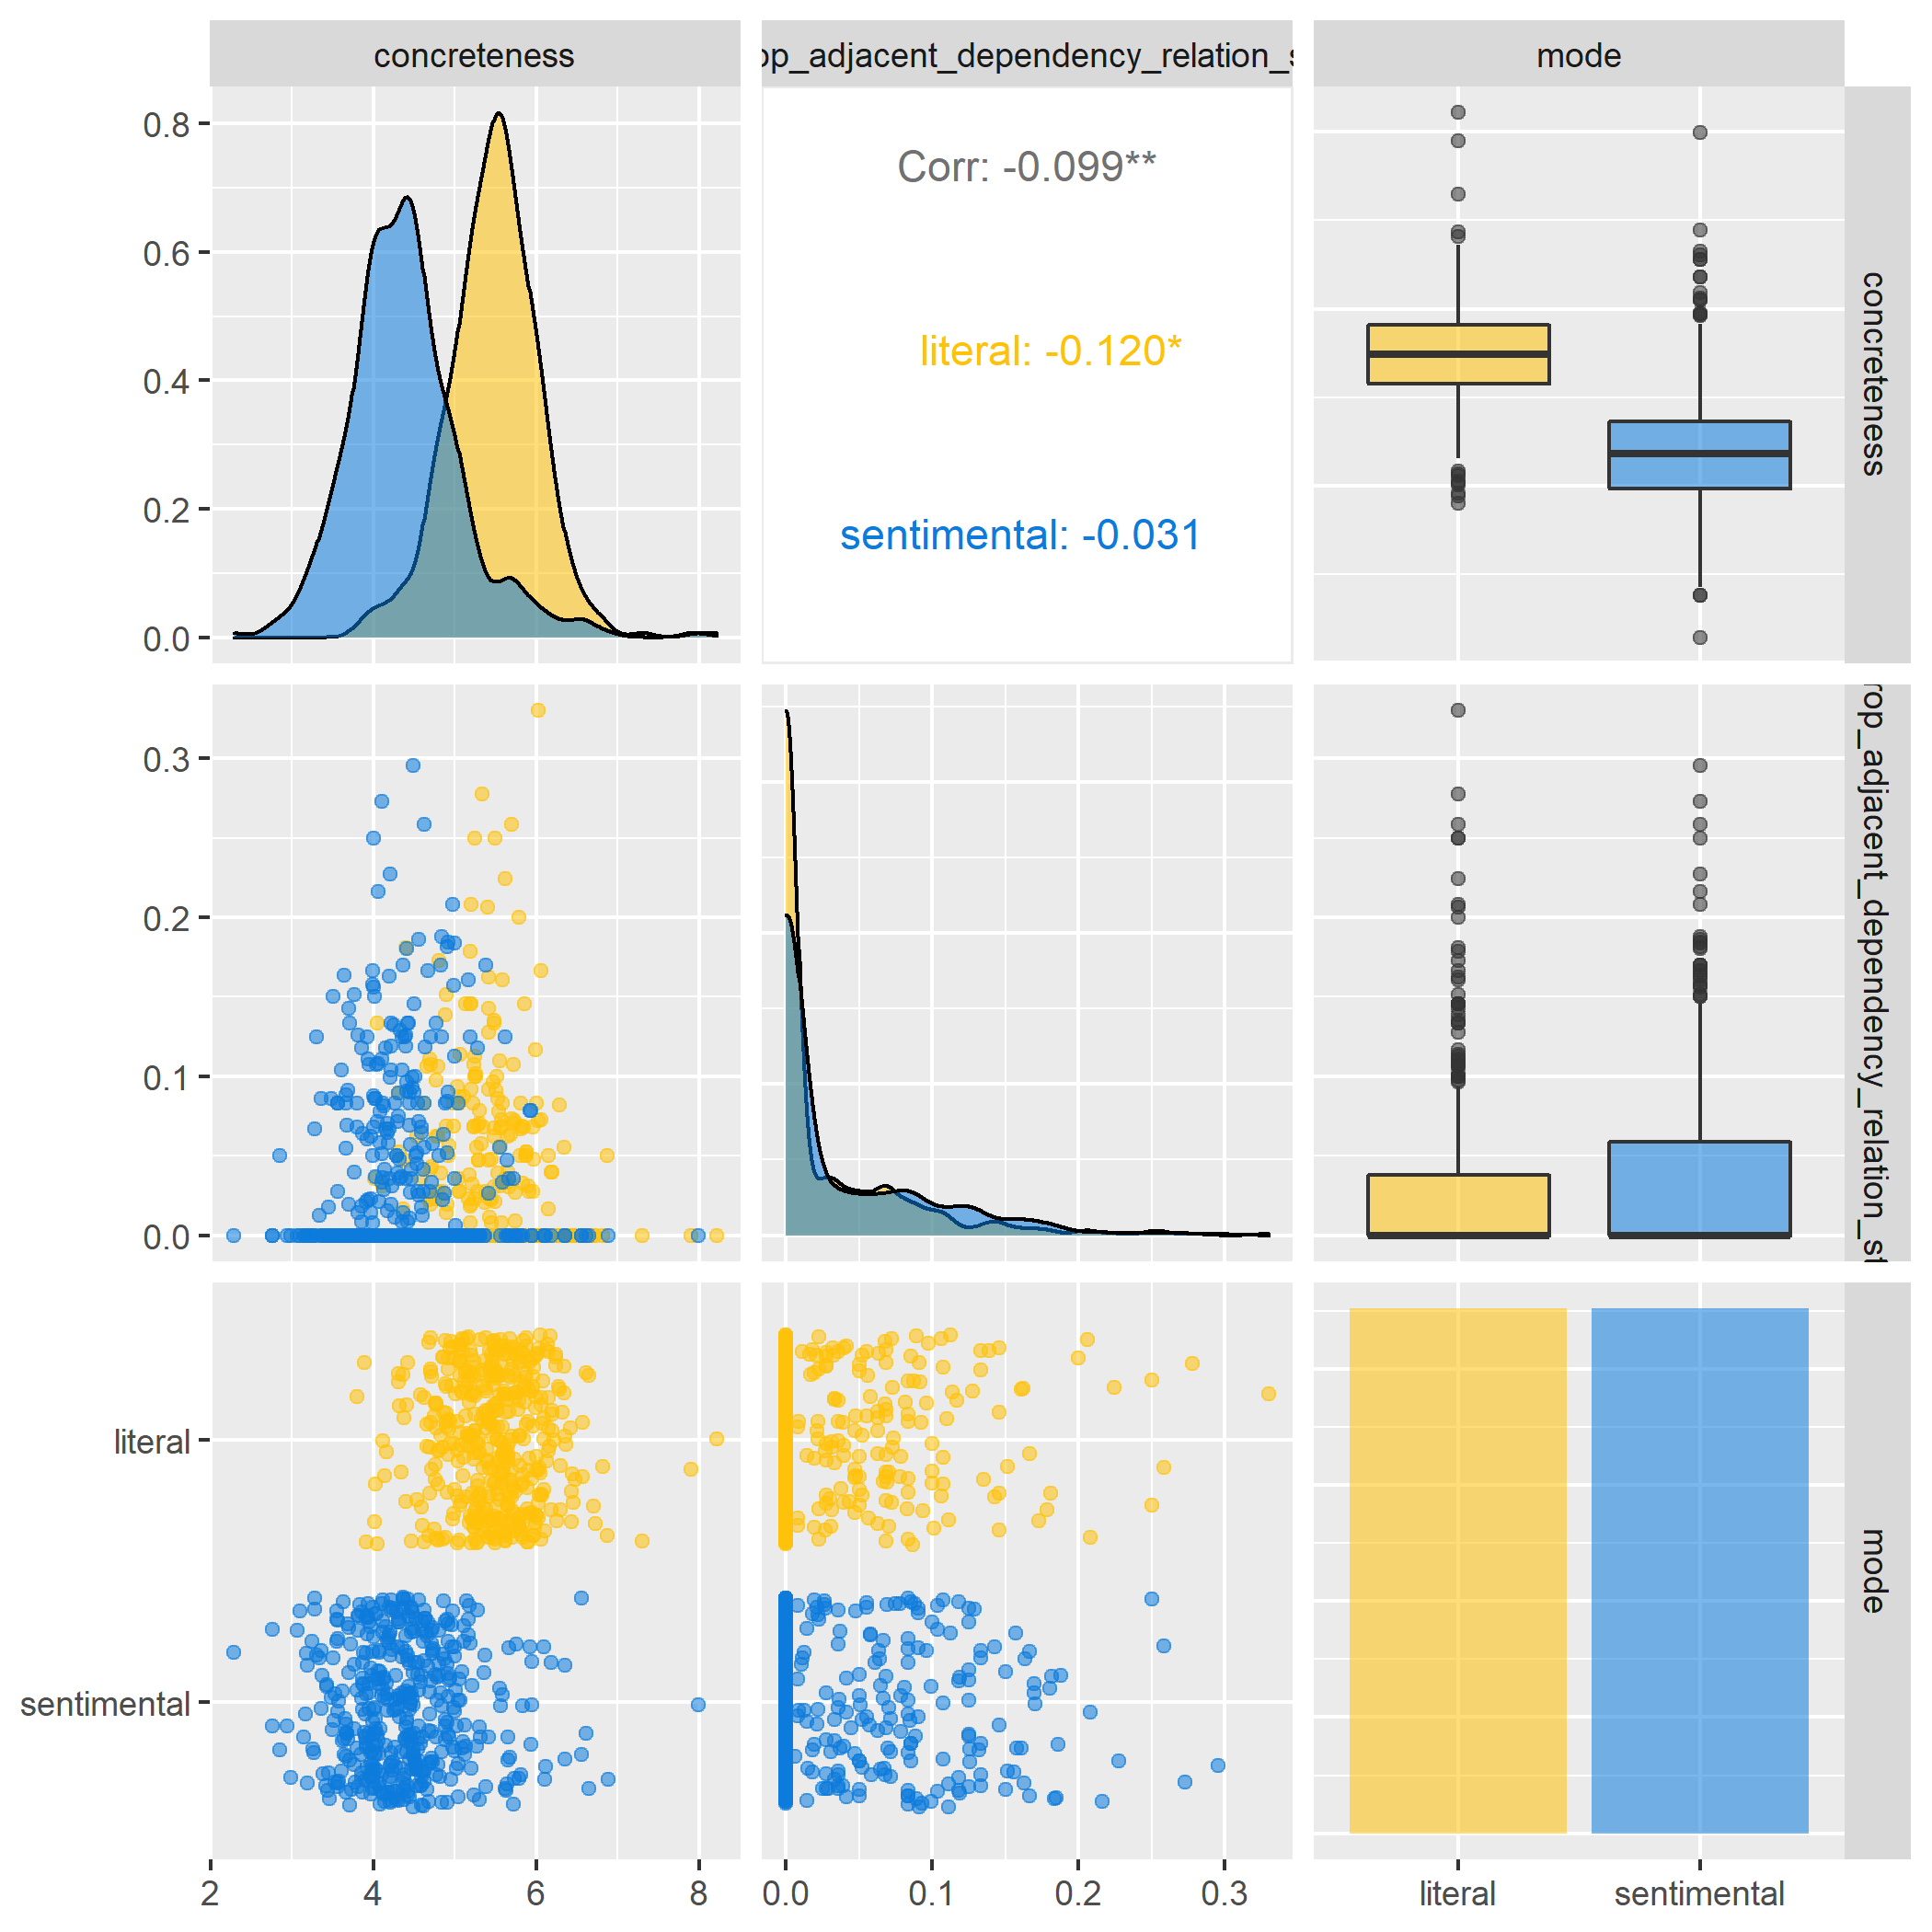 concreteness
op_adjacent_dependency_relation_s
mode
0.8
0.6
0.4
0.2
0.0
Corr: -0.099**
literal: -0.120*
sentimental: -0.031
concreteness
0.3
0.2
0.1
0.0
rop_adjacent_dependency_relation_st
literal
sentimental
mode
2 4 6 8
0.0 0.1 0.2 0.3
literal sentimental